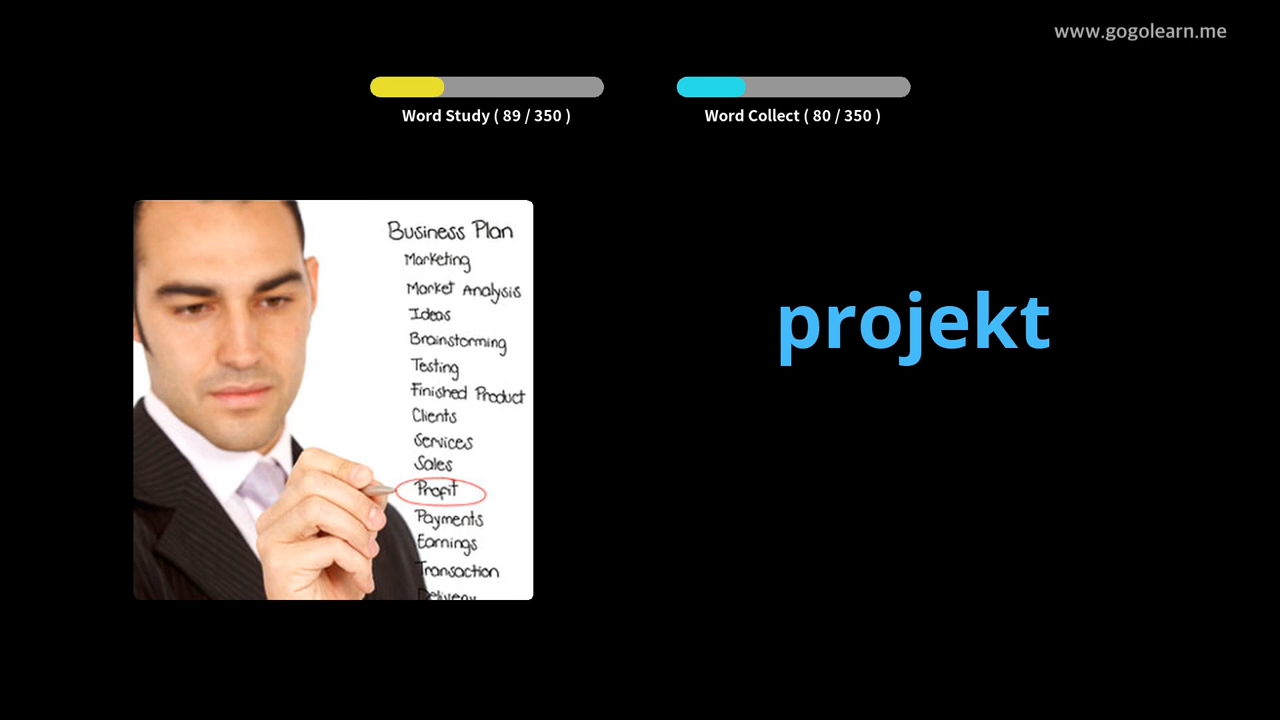 www.gogolearn.me
Word Study ( 89 / 350 )
Word Collect ( 80 / 350 )
Business Plan
Marketing
Market Analysis
Ideas
Brainstorming
Testing
Finished Product
Clients
Services
Sales
Profit
Payments
Earnings
Transaction
Delivery
projekt